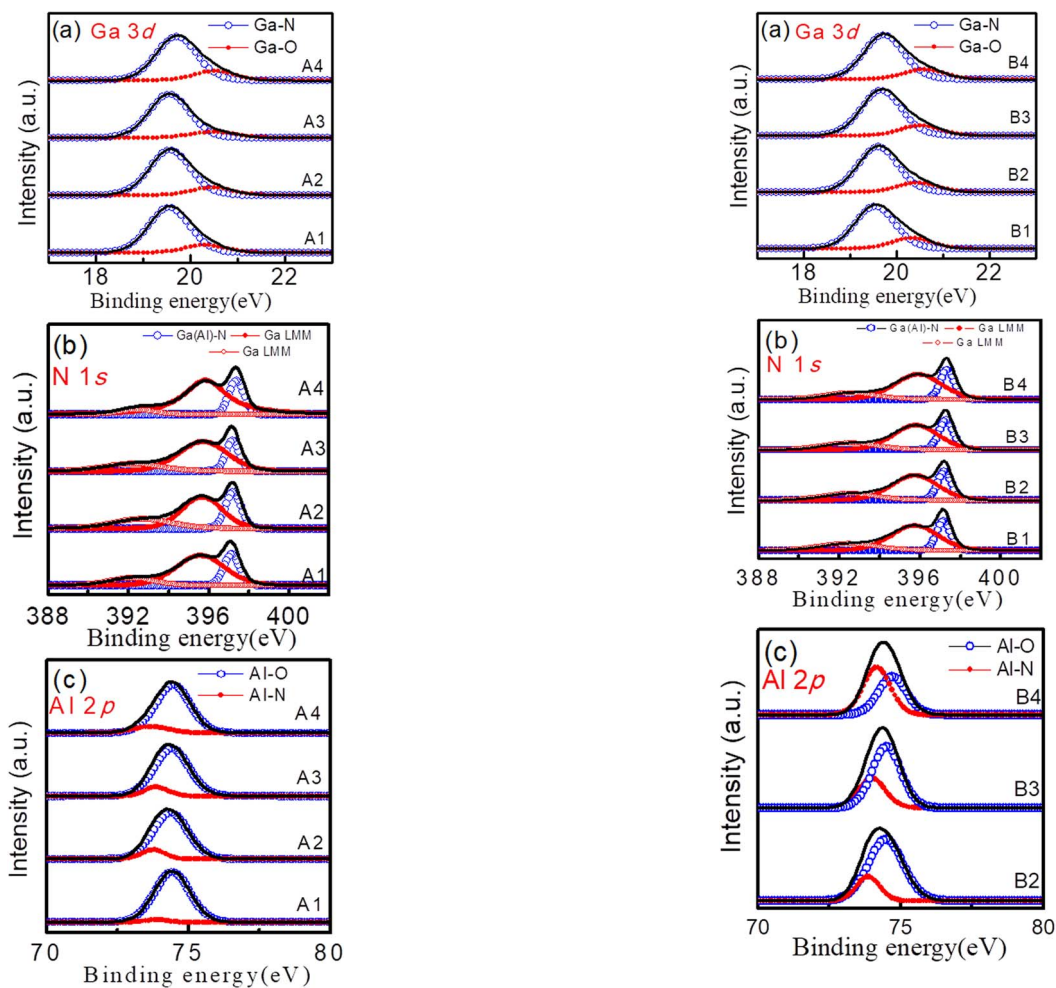 (a) Ga 3d
Ga-N
Ga-O
A4
A3
A2
A1
Intensity (a.u.)
18 20 22
Binding energy(eV)
(a) Ga 3d
Ga-N
Ga-O
B4
B3
B2
B1
Intensity (a.u.)
18 20 22
Binding energy(eV)
(b)
N 1s
Ga(Al)-N Ga LMM
Ga LMM
A4
A3
A2
A1
Intensity (a.u.)
388 392 396 400
Binding energy(eV)
(b)
N 1s
Ga(Al)-N Ga LMM
Ga LMM
B4
B3
B2
B1
Intensity (a.u.)
388 392 396 400
Binding energy(eV)
(c)
Al 2p
Al-O
Al-N
A4
A3
A2
A1
Intensity (a.u.)
70 75 80
Binding energy(eV)
(c)
Al 2p
Al-O
Al-N
B4
B3
B2
Intensity (a.u.)
70 75 80
Binding energy(eV)